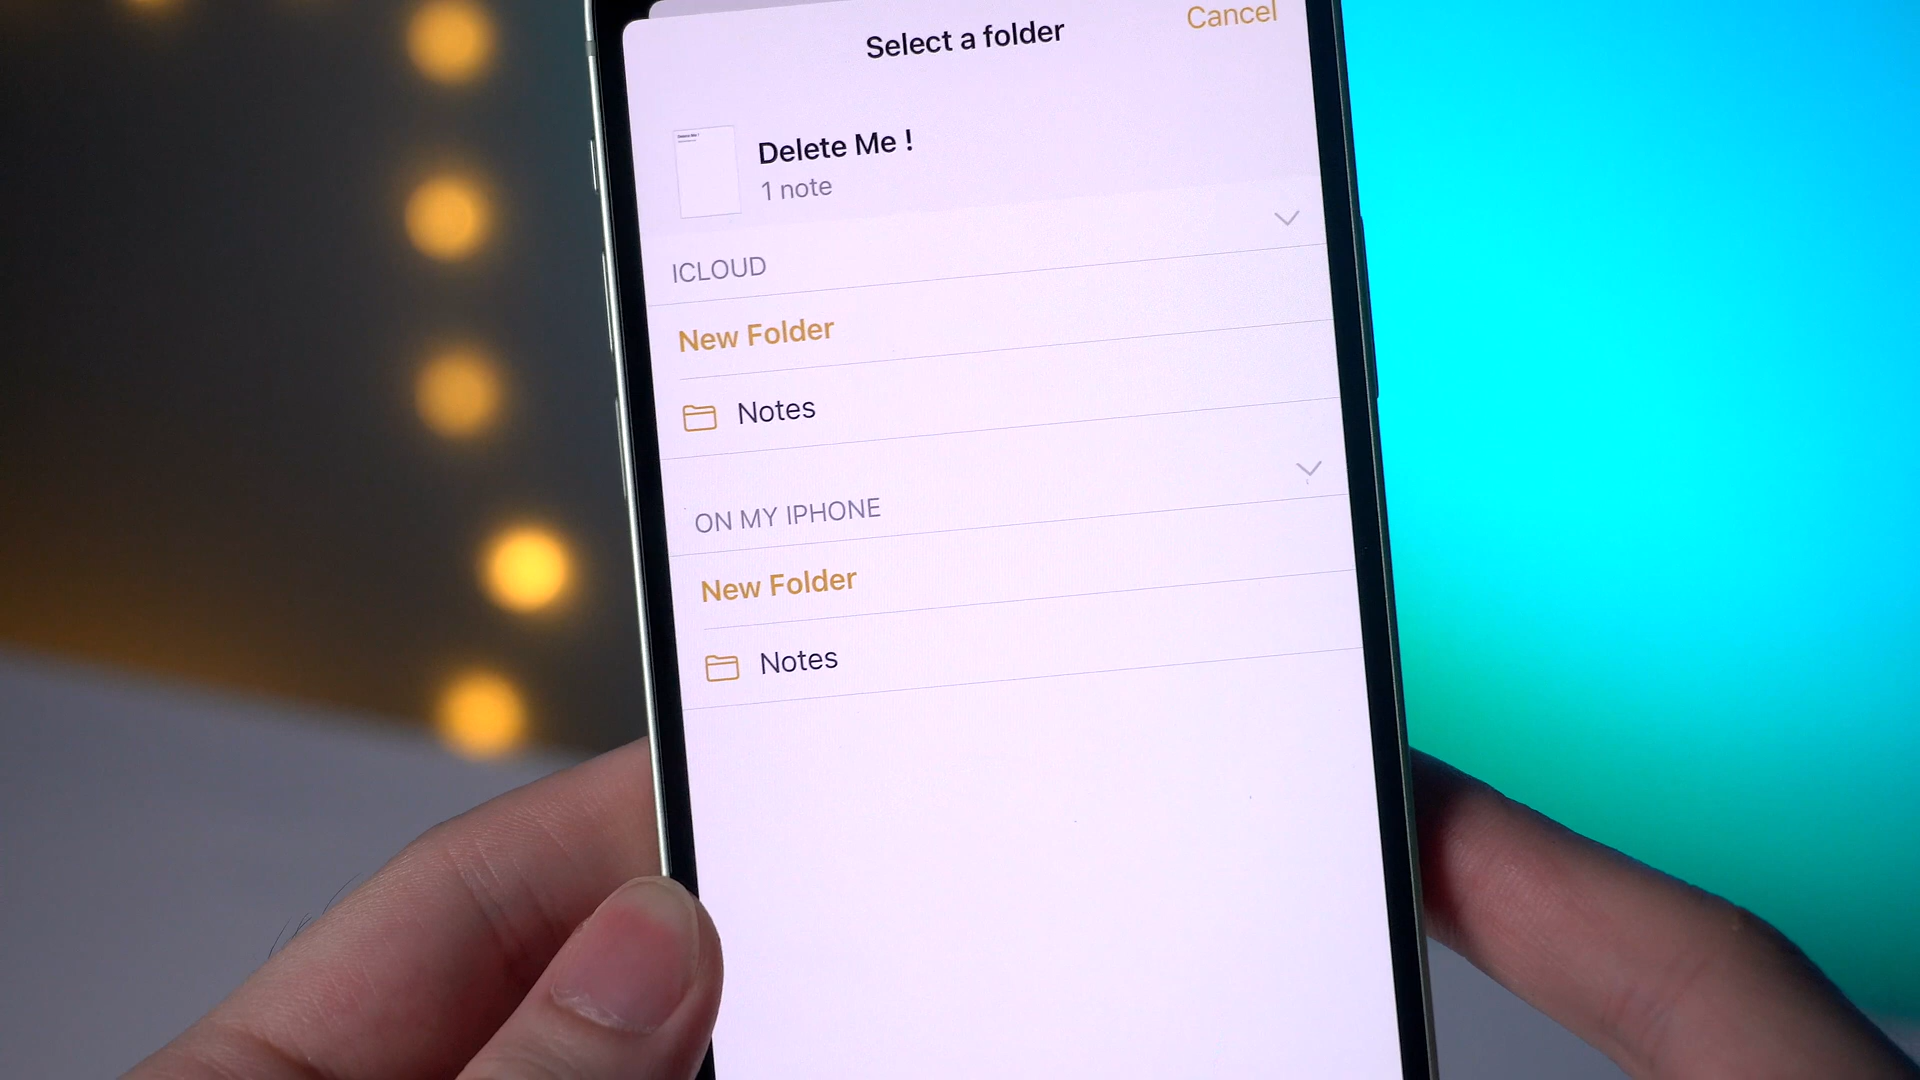 Select a folder
Cancel
Delete Me !
1 note
ICLOUD
New Folder
Notes
ON MY IPHONE
New Folder
Notes